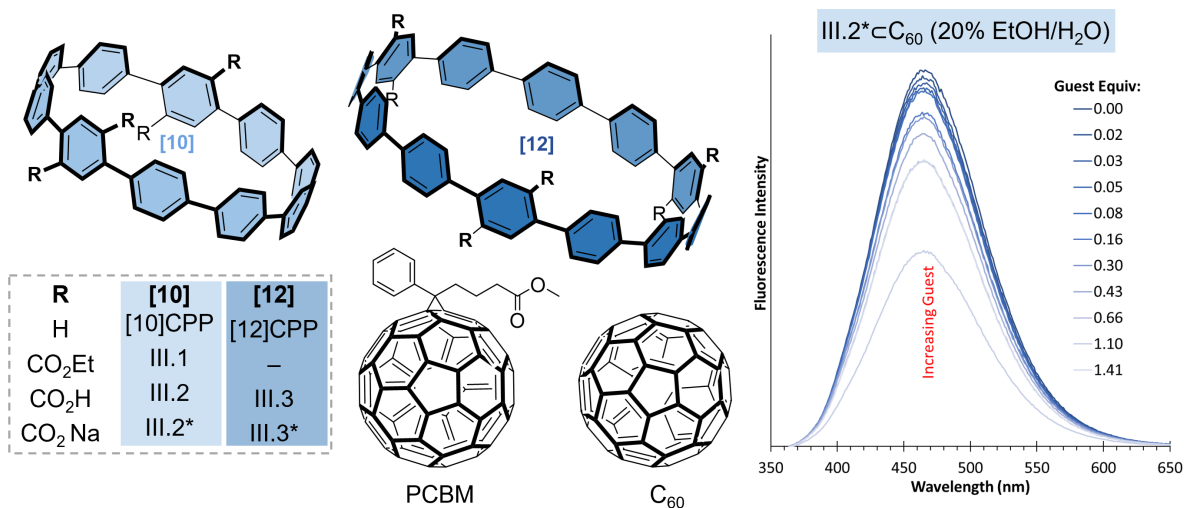 R
R
R
R
[10]
R
R
R
R
R
R
[12]
R [10] [12]
H [10]CPP [12]CPP
CO₂Et III.1 –
CO₂H III.2 III.3
CO₂Na III.2* III.3*
O
O
PCBM
C₆₀
III.2*⊂C₆₀ (20% EtOH/H₂O)
Guest Equiv:
0.00
0.02
0.03
0.05
0.08
0.16
0.30
0.43
0.66
1.10
1.41
Fluorescence Intensity
Increasing Guest
350 400 450 500 550 600 650
Wavelength (nm)